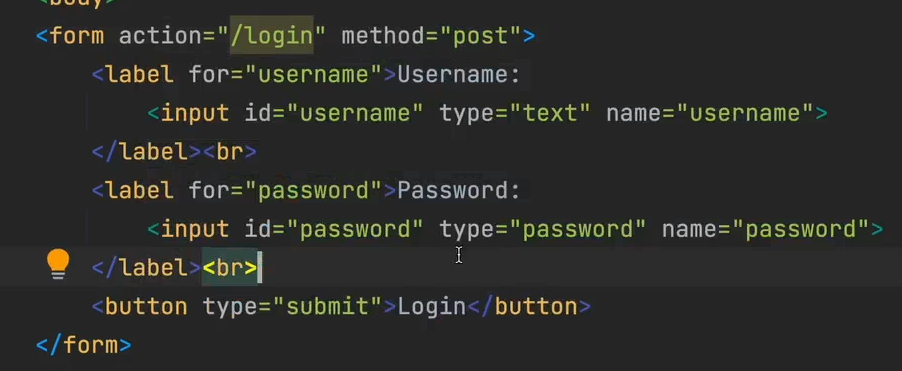 <body>
<form action="/login" method="post">
<label for="username">Username:
<input id="username" type="text" name="username">
</label><br>
<label for="password">Password:
<input id="password" type="password" name="password">
</label><br>
<button type="submit">Login</button>
</form>